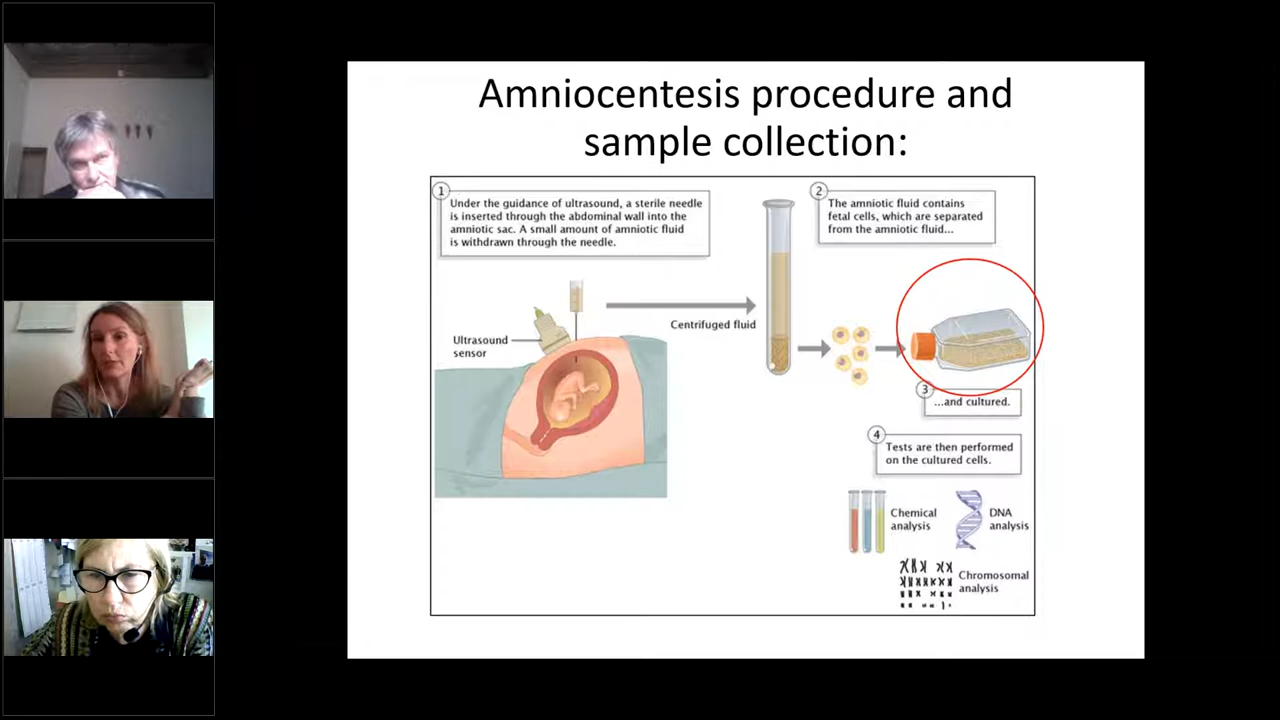 Amniocentesis procedure and
sample collection:
1
Under the guidance of ultrasound, a sterile needle
is inserted through the abdominal wall into the
amniotic sac. A small amount of amniotic fluid
is withdrawn through the needle.
2
The amniotic fluid contains
fetal cells, which are separated
from the amniotic fluid...
Ultrasound
sensor
Centrifuged fluid
3
...and cultured.
4
Tests are then performed
on the cultured cells.
Chemical
analysis
DNA
analysis
Chromosomal
analysis